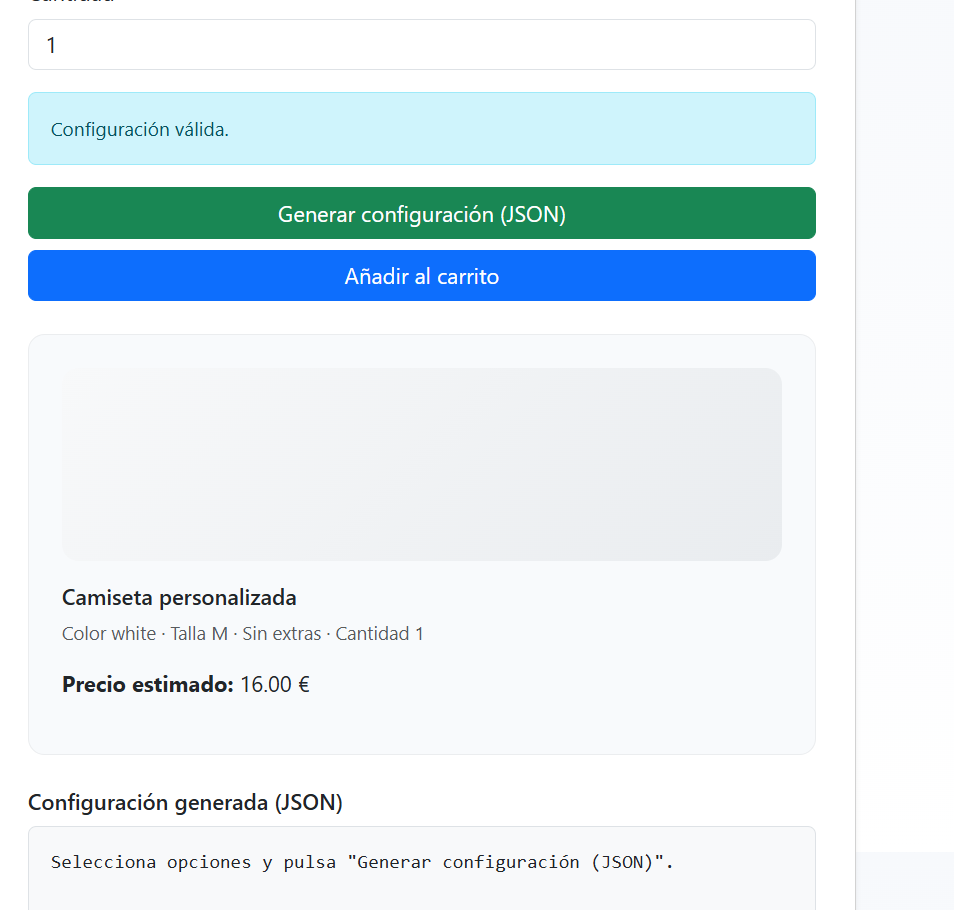 1
Configuración válida.
Generar configuración (JSON)
Añadir al carrito
Camiseta personalizada
Color white · Talla M · Sin extras · Cantidad 1
Precio estimado: 16.00 €
Configuración generada (JSON)
Selecciona opciones y pulsa "Generar configuración (JSON)".